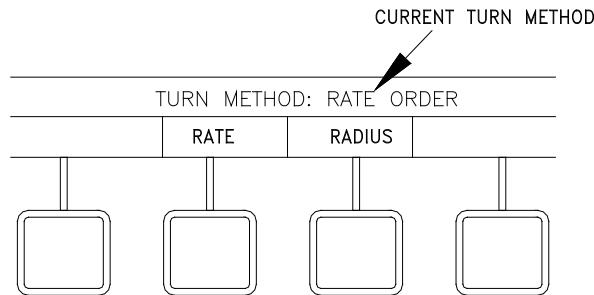 CURRENT TURN METHOD
TURN METHOD: RATE ORDER
RATE RADIUS